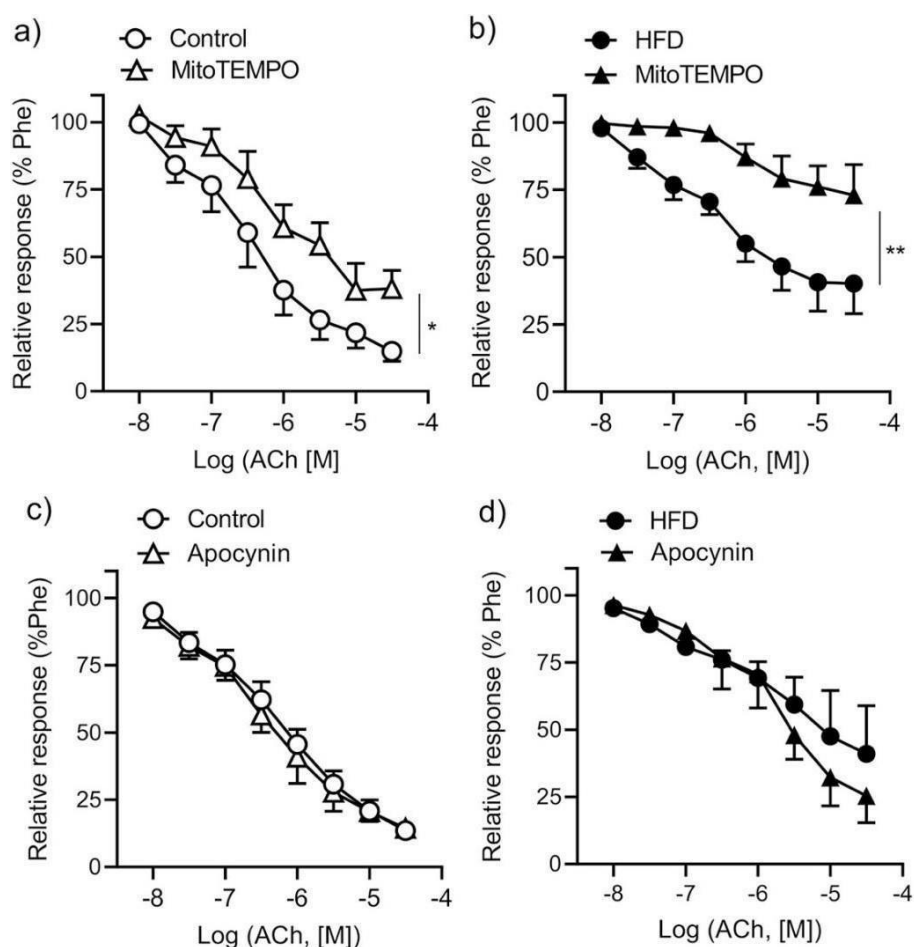 a)
Control
MitoTEMPO
Relative response (% Phe)
100
75
50
25
0
*
-8 -7 -6 -5 -4
Log (ACh [M]
b)
HFD
MitoTEMPO
Relative response (% Phe)
100
75
50
25
0
**
-8 -7 -6 -5 -4
Log (ACh, [M])
c)
Control
Apocynin
Relative response (%Phe)
100
75
50
25
0
-8 -7 -6 -5 -4
Log (ACh, [M])
d)
HFD
Apocynin
Relative response (% Phe)
100
75
50
25
0
-8 -7 -6 -5 -4
Log (ACh, [M])